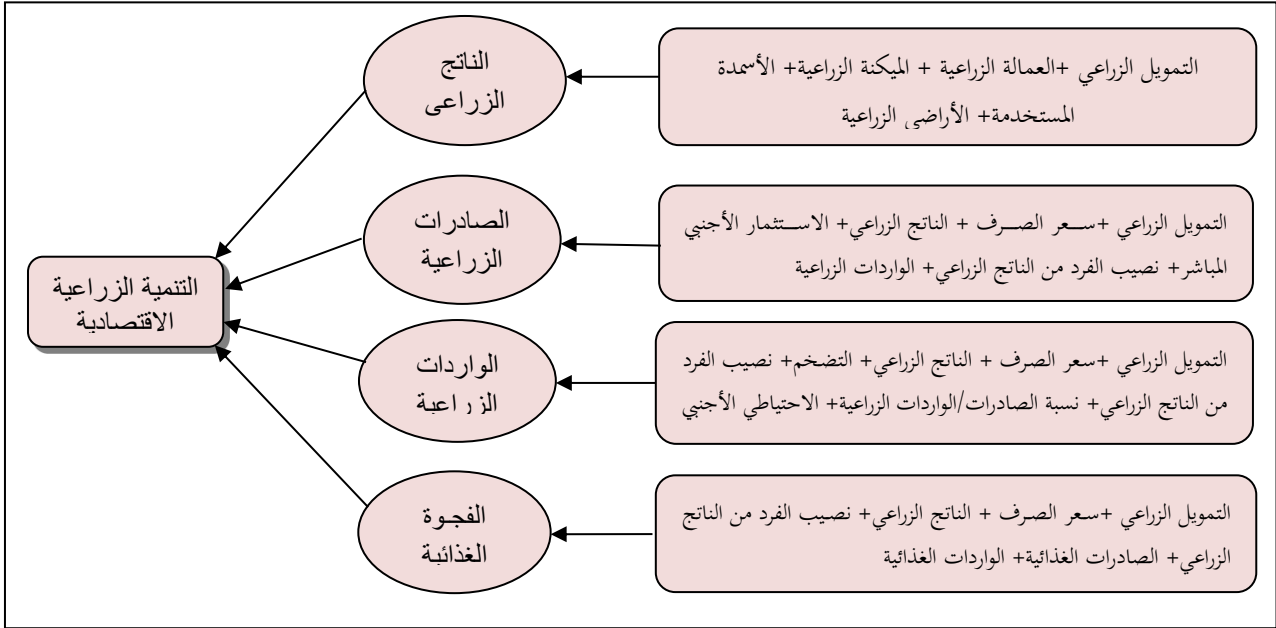 الناتج
الزراعى
التمويل الزراعي +العمالة الزراعية + الميكنة الزراعية+ الأسمدة
المستخدمة+ الأراضي الزراعية
الصادرات
الزراعية
التمويل الزراعي +سعر الصرف + الناتج الزراعي+ الاستثمار الأجنبي
المباشر+ نصيب الفرد من الناتج الزراعي+ الواردات الزراعية
التنمية الزراعية
الاقتصادية
الواردات
الزراعية
التمويل الزراعي +سعر الصرف + الناتج الزراعي+ التضخم+ نصيب الفرد
من الناتج الزراعي+ نسبة الصادرات/الواردات الزراعية+ الاحتياطي الأجنبي
الفجوة
الغذائية
التمويل الزراعي +سعر الصرف + الناتج الزراعي+ نصيب الفرد من الناتج
الزراعي+ الصادرات الغذائية+ الواردات الغذائية